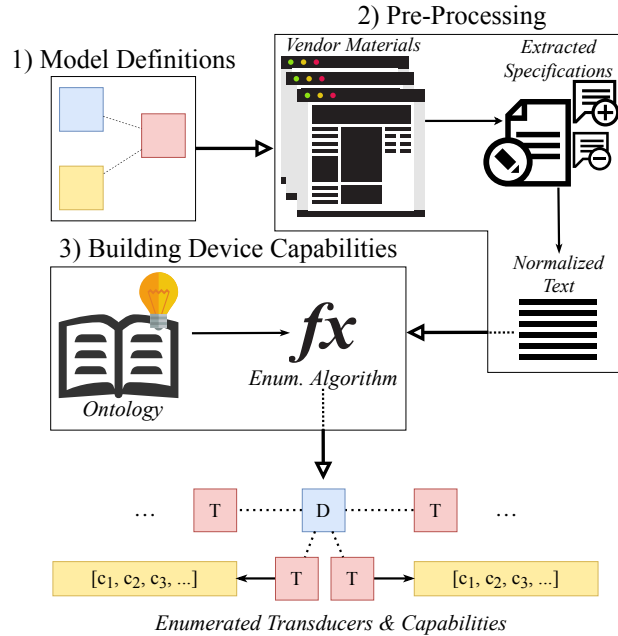 2) Pre-Processing
1) Model Definitions
Vendor Materials
Extracted
Specifications
Normalized
Text
3) Building Device Capabilities
Ontology
fx
Enum. Algorithm
... T D T ...
[c₁, c₂, c₃, ...] T T [c₁, c₂, c₃, ...]
Enumerated Transducers & Capabilities